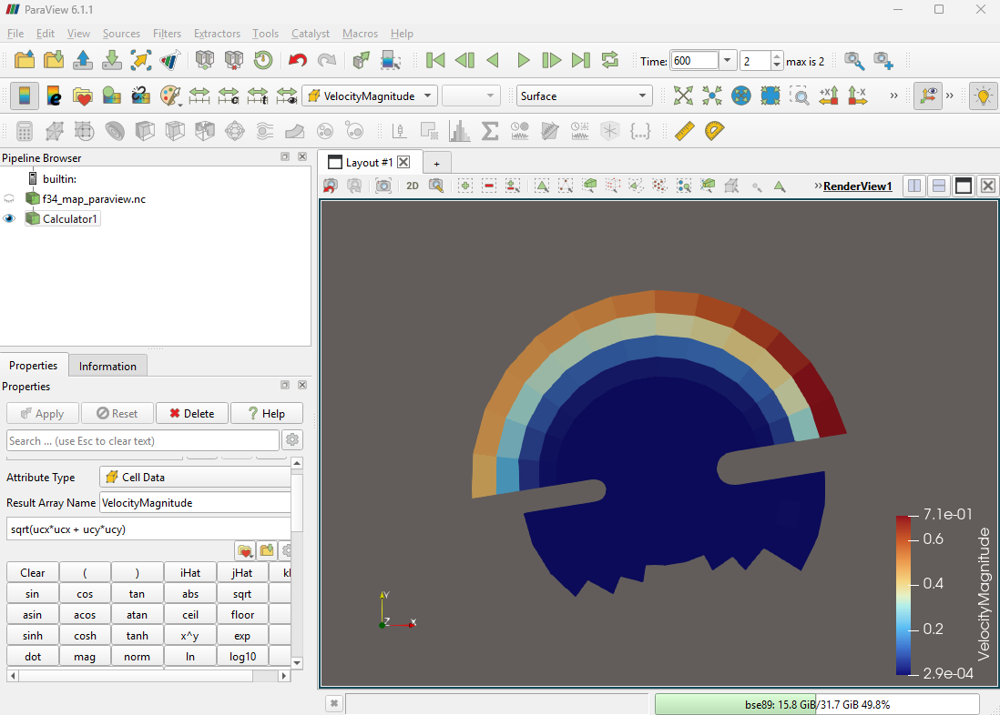 ParaView 6.1.1
File Edit View Sources Filters Extractors Tools Catalyst Macros Help
Time: 600 2 max is 2
VelocityMagnitude Surface +X -X »
Pipeline Browser
builtin:
f34_map_paraview.nc
Calculator1
Layout #1 +
2D » RenderView1
Properties Information
Properties
Apply Reset Delete Help
Search ... (use Esc to clear text)
Attribute Type Cell Data
Result Array Name VelocityMagnitude
sqrt(ucx*ucx + ucy*ucy)
Clear ( ) iHat jHat
sin cos tan abs sqrt
asin acos atan ceil floor
sinh cosh tanh x^y exp
dot mag norm ln log10
Y
Z X
7.1e-01
0.6
0.4
0.2
2.9e-04
VelocityMagnitude
bse89: 15.8 GiB/31.7 GiB 49.8%